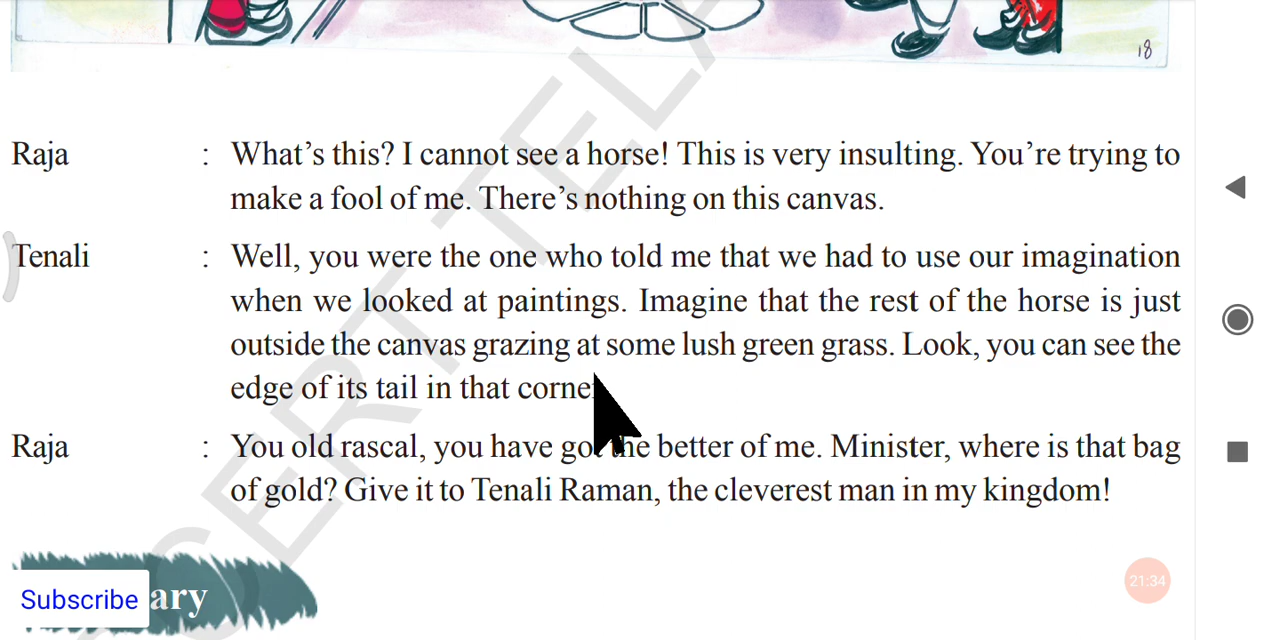 18
Raja : What's this? I cannot see a horse! This is very insulting. You're trying to
make a fool of me. There's nothing on this canvas.
Tenali : Well, you were the one who told me that we had to use our imagination
when we looked at paintings. Imagine that the rest of the horse is just
outside the canvas grazing at some lush green grass. Look, you can see the
edge of its tail in that corne
Raja : You old rascal, you have got the better of me. Minister, where is that bag
of gold? Give it to Tenali Raman, the cleverest man in my kingdom!
21:34
Subscribe ary
CERT TELA